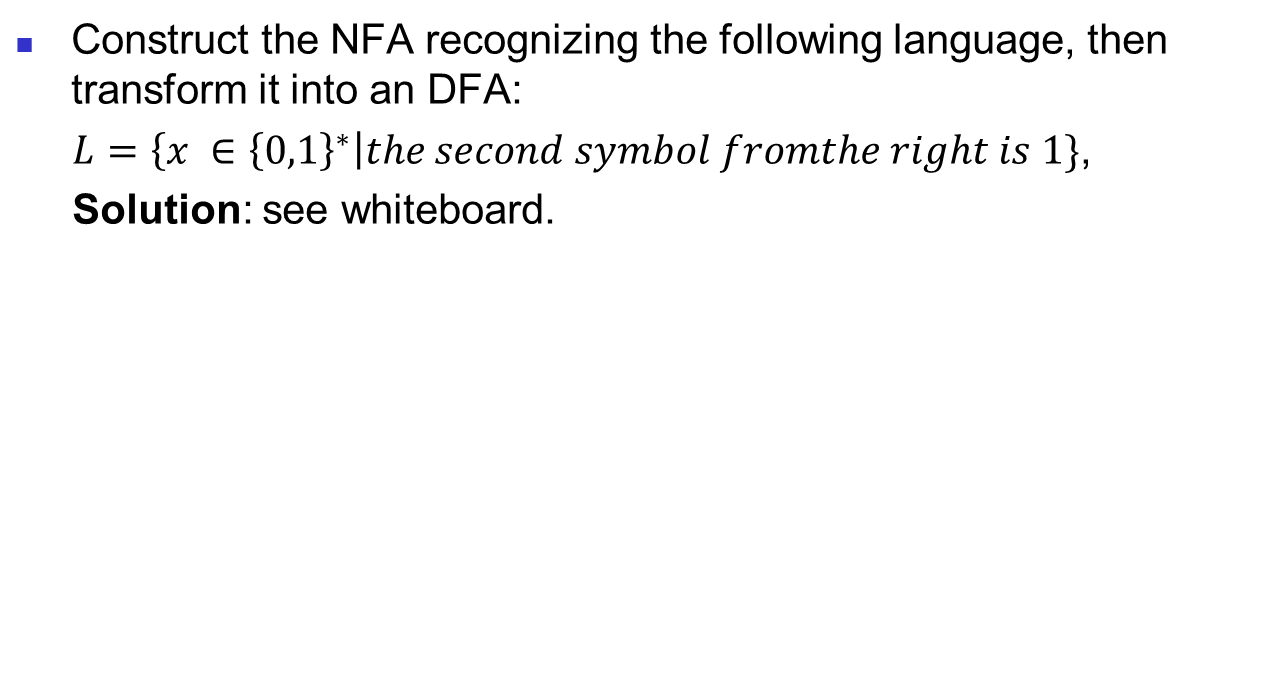 Construct the NFA recognizing the following language, then
transform it into an DFA:
L = {x ∈ {0,1}*|the second symbol fromthe right is 1},
Solution: see whiteboard.